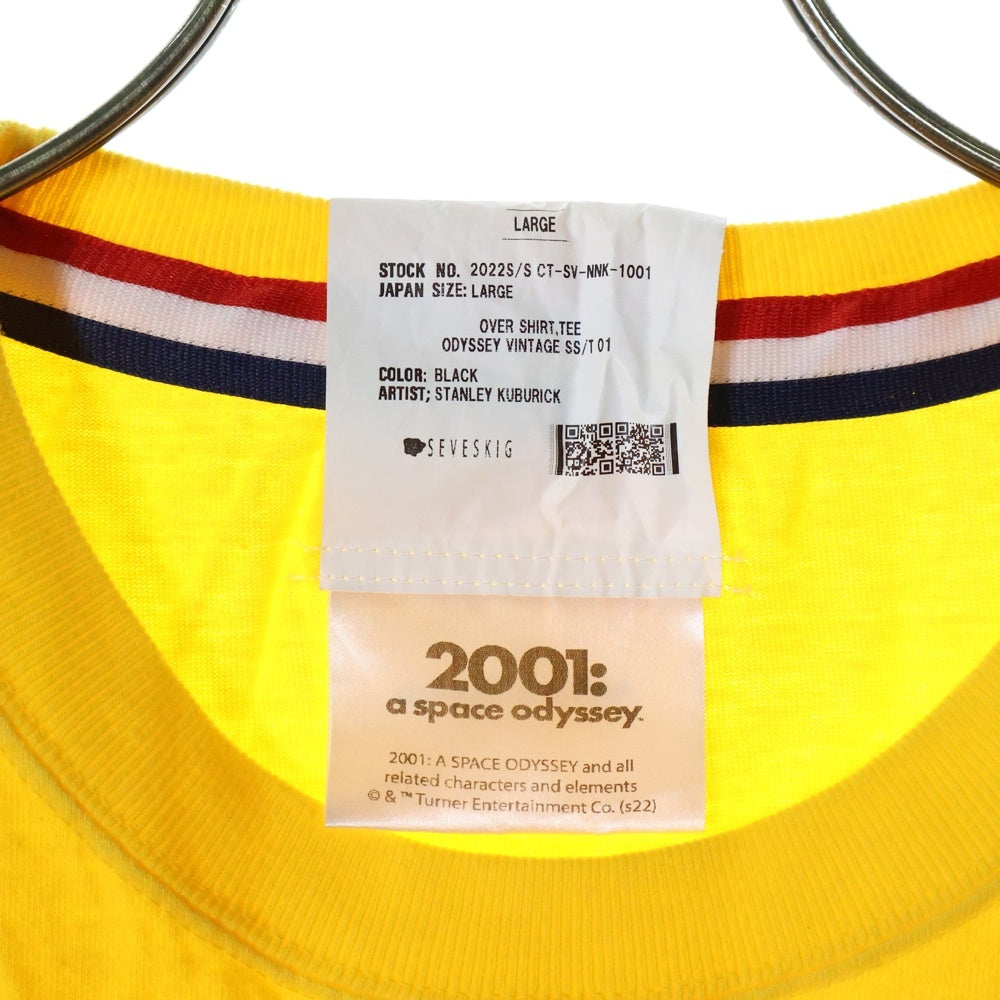 LARGE
STOCK NO. 2022S/S CT-SV-NNK-1001
JAPAN SIZE: LARGE
OVER SHIRT,TEE
ODYSSEY VINTAGE SS/T01
COLOR: BLACK
ARTIST; STANLEY KUBURICK
SEVESKIG
2001:
a space odyssey™
2001: A SPACE ODYSSEY and all
related characters and elements
© & ™ Turner Entertainment Co. (s22)